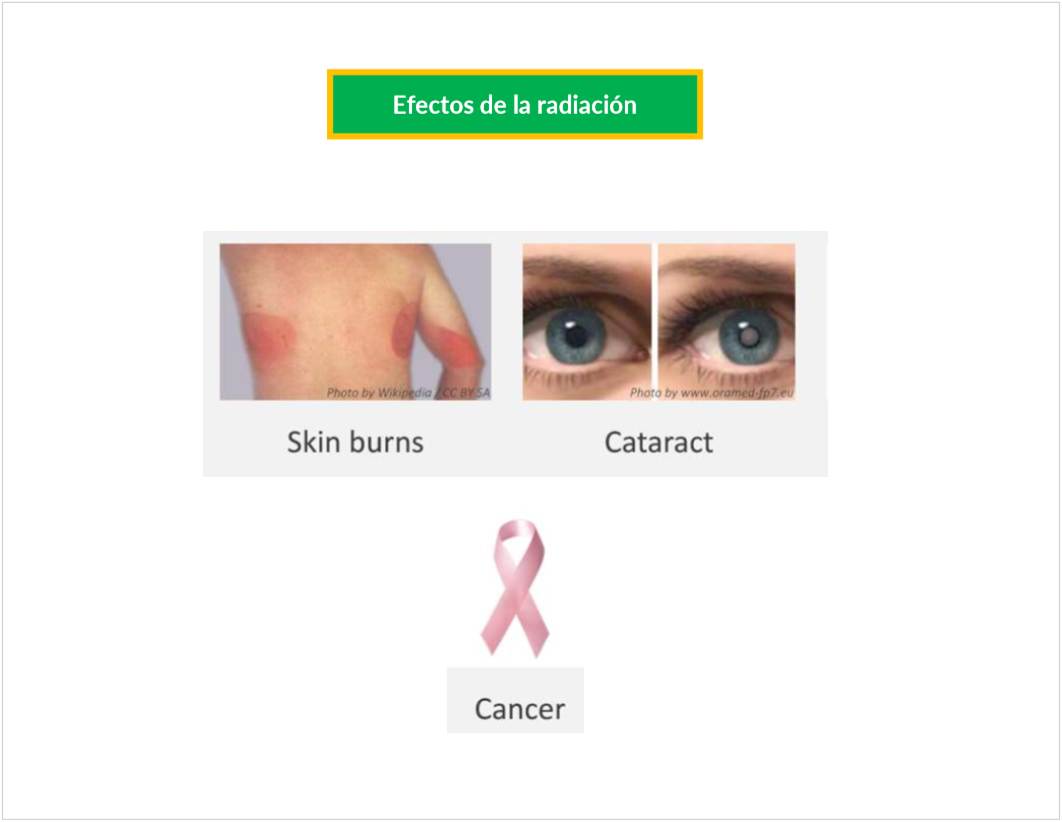 Efectos de la radiación
Photo by Wikipedia / CC BY SA
Photo by www.oramed-fp7.eu
Skin burns
Cataract
Cancer